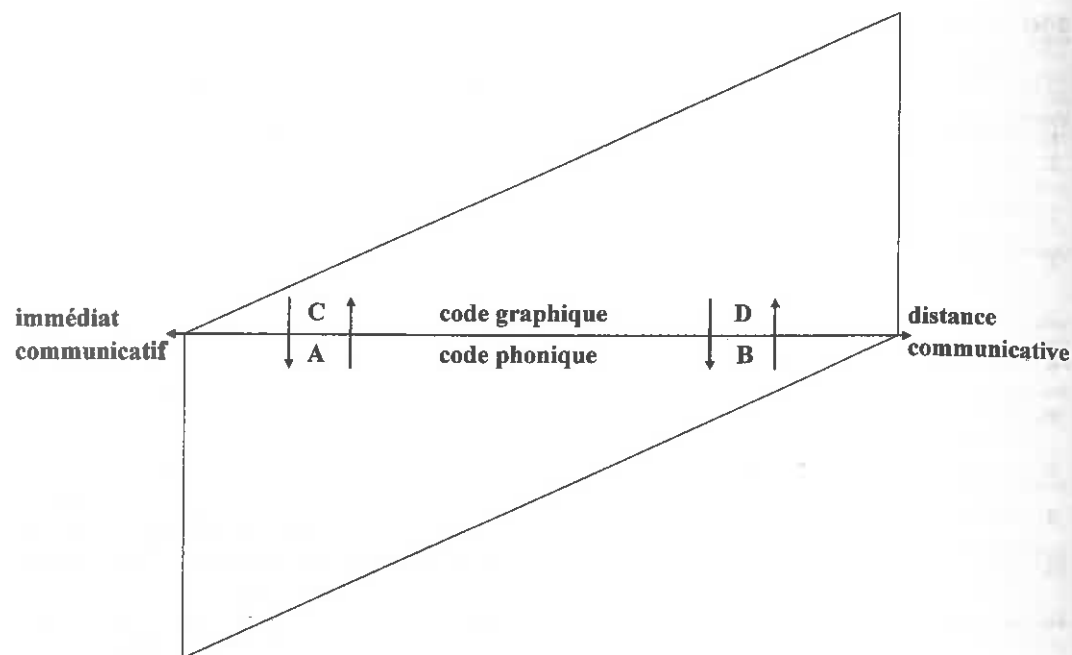 immédiat
communicatif
C
code graphique
D
A
code phonique
B
distance
communicative